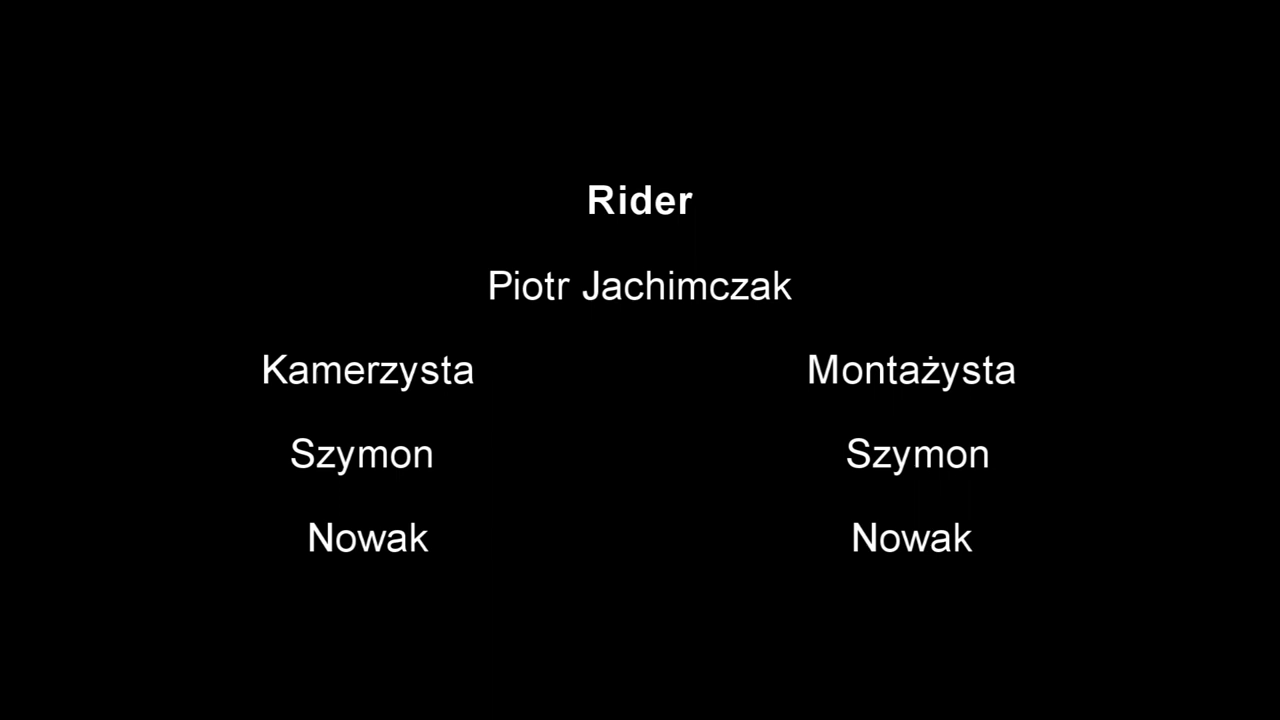 Rider
Piotr Jachimczak
Kamerzysta Montażysta
Szymon Szymon
Nowak Nowak